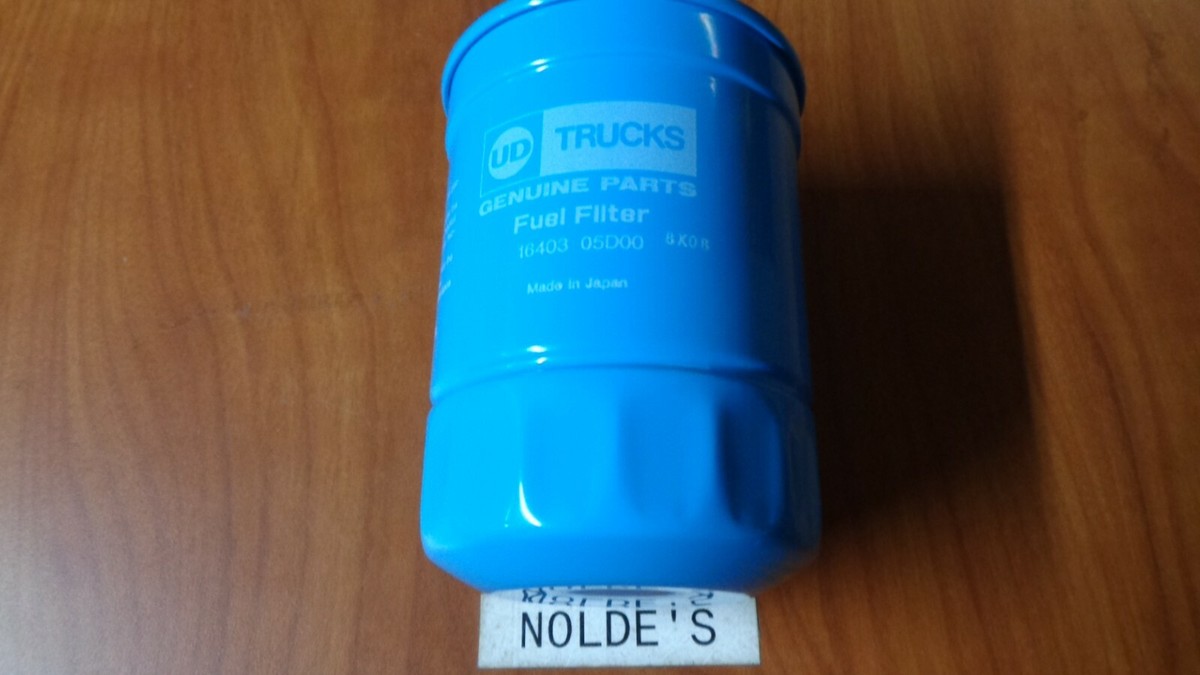 UD TRUCKS
GENUINE PARTS
Fuel Filter
16403 05D00
Made in Japan
NOLDE'S